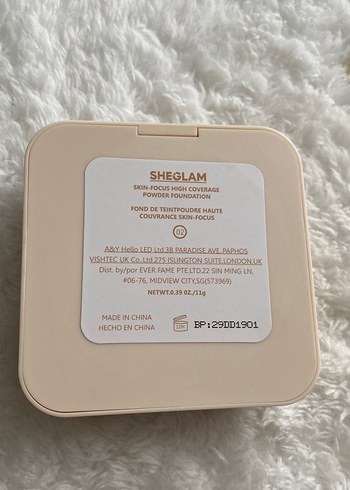 SHEGLAM
SKIN-FOCUS HIGH COVERAGE
POWDER FOUNDATION
FOND DE TEINTPOUDRE HAUTE
COUVRANCE SKIN-FOCUS
02
A&Y Hello LED Ltd 38 PARADISE AVE, PAPHOS
VISHTEC UK Co.,Ltd.275 ISLINGTON SUITE,LONDON,UK
Dist. by/por EVER FAME PTE.LTD.22 SIN MING LN.
#06-76, MIDVIEW CITY,SG(573969)
NETWT.0.39 OZ./11g
MADE IN CHINA
HECHO EN CHINA
12M
BP:29DD1901